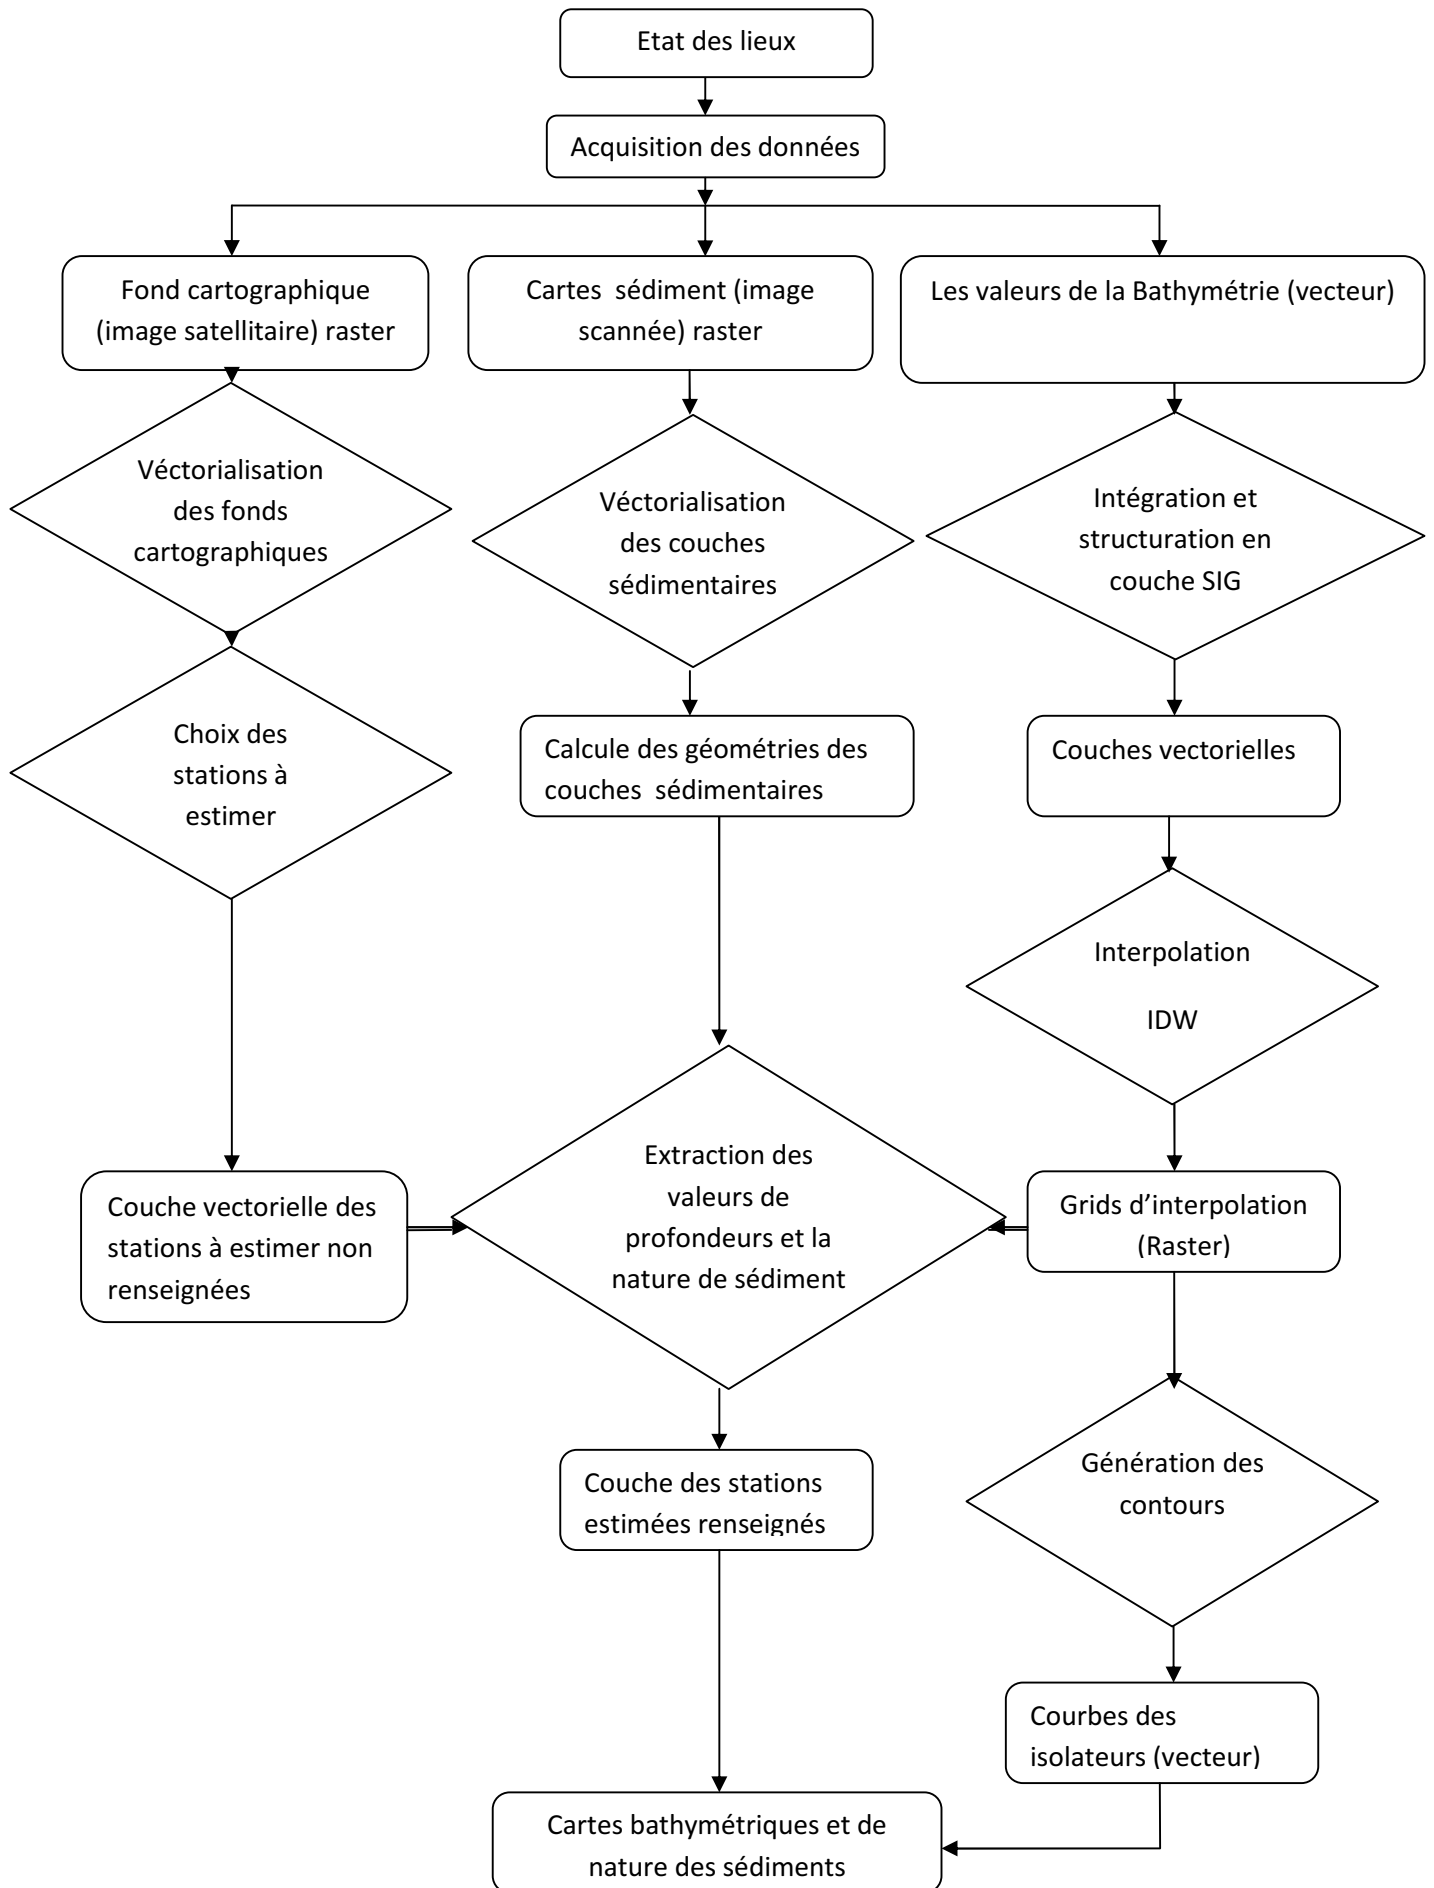 Etat des lieux
Acquisition des données
Fond cartographique
(image satellitaire) raster
Cartes  sédiment (image
scannée) raster
Les valeurs de la Bathymétrie (vecteur)
Véctorialisation
des fonds
cartographiques
Véctorialisation
des couches
sédimentaires
Intégration et
structuration en
couche SIG
Choix des
stations à
estimer
Calcule des géométries des
couches  sédimentaires
Couches vectorielles
Interpolation
IDW
Couche vectorielle des
stations à estimer non
renseignées
Extraction des
valeurs de
profondeurs et la
nature de sédiment
Grids d’interpolation
(Raster)
Couche des stations
estimées renseignés
Génération des
contours
Courbes des
isolateurs (vecteur)
Cartes bathymétriques et de
nature des sédiments